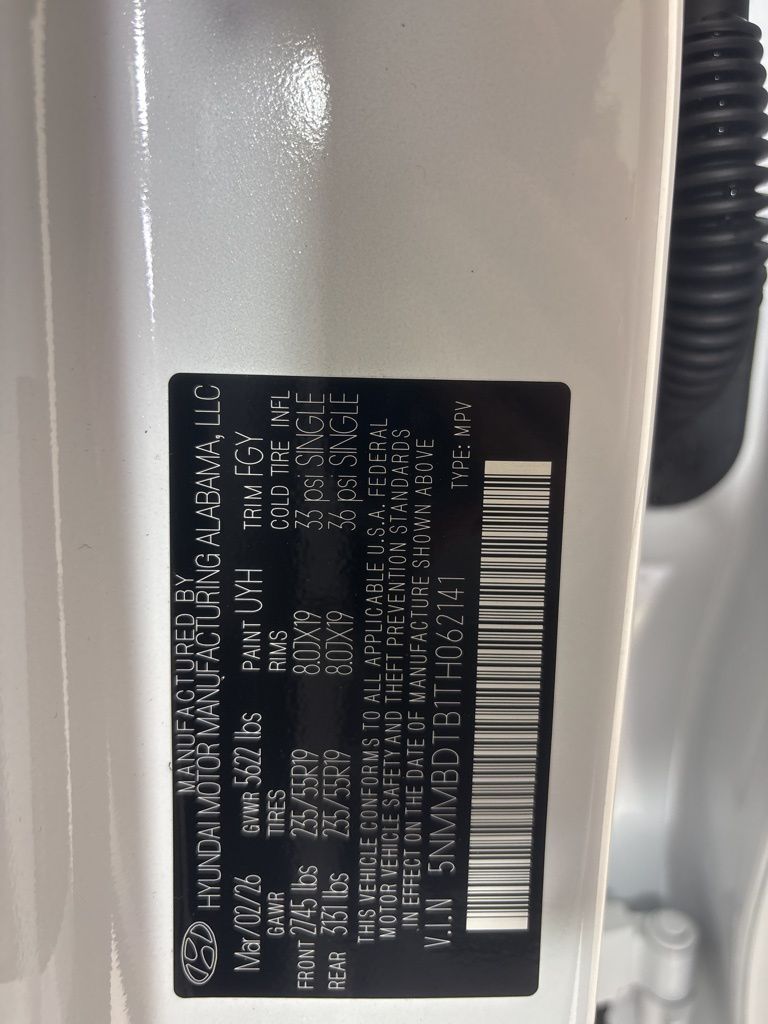 MANUFACTURED BY
HYUNDAI MOTOR MANUFACTURING ALABAMA, LLC
Mar/02/26 GVWR 5622 lbs PAINT UYH TRIM FGY
GAWR TIRES RIMS COLD TIRE INFL
FRONT 2745 lbs 235/55R19 8.0JX19 33 psi SINGLE
REAR 3131 lbs 235/55R19 8.0JX19 36 psi SINGLE
THIS VEHICLE CONFORMS TO ALL APPLICABLE U.S.A. FEDERAL
MOTOR VEHICLE SAFETY AND THEFT PREVENTION STANDARDS
IN EFFECT ON THE DATE OF MANUFACTURE SHOWN ABOVE
V.I.N 5NMMBDTB1TH062141 TYPE: MPV